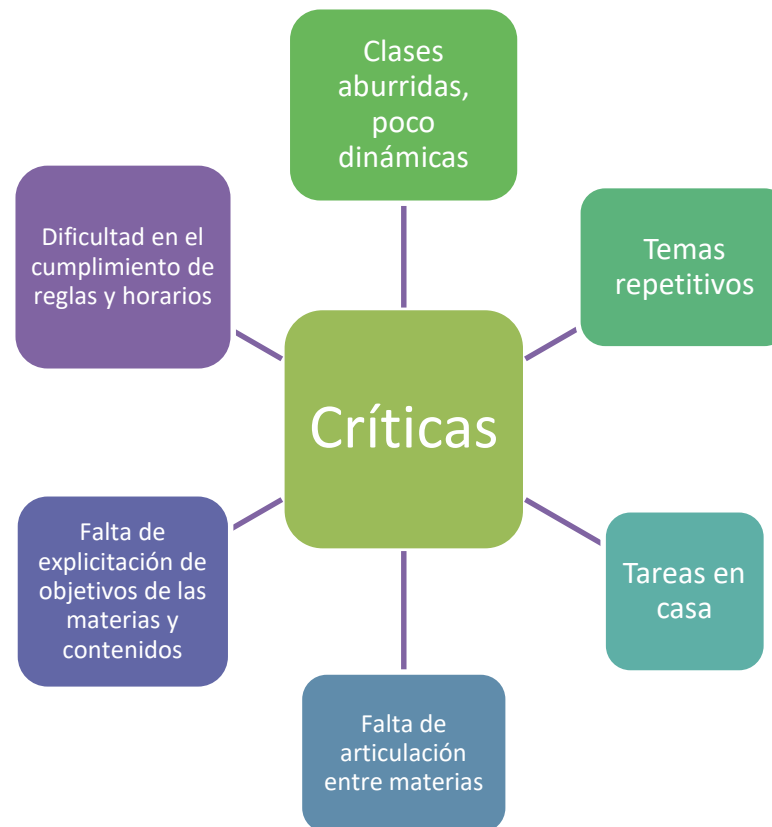 Clases
aburridas,
poco
dinámicas
Temas
repetitivos
Tareas en
casa
Falta de
articulación
entre materias
Falta de
explicitación de
objetivos de las
materias y
contenidos
Dificultad en el
cumplimiento de
reglas y horarios
Críticas